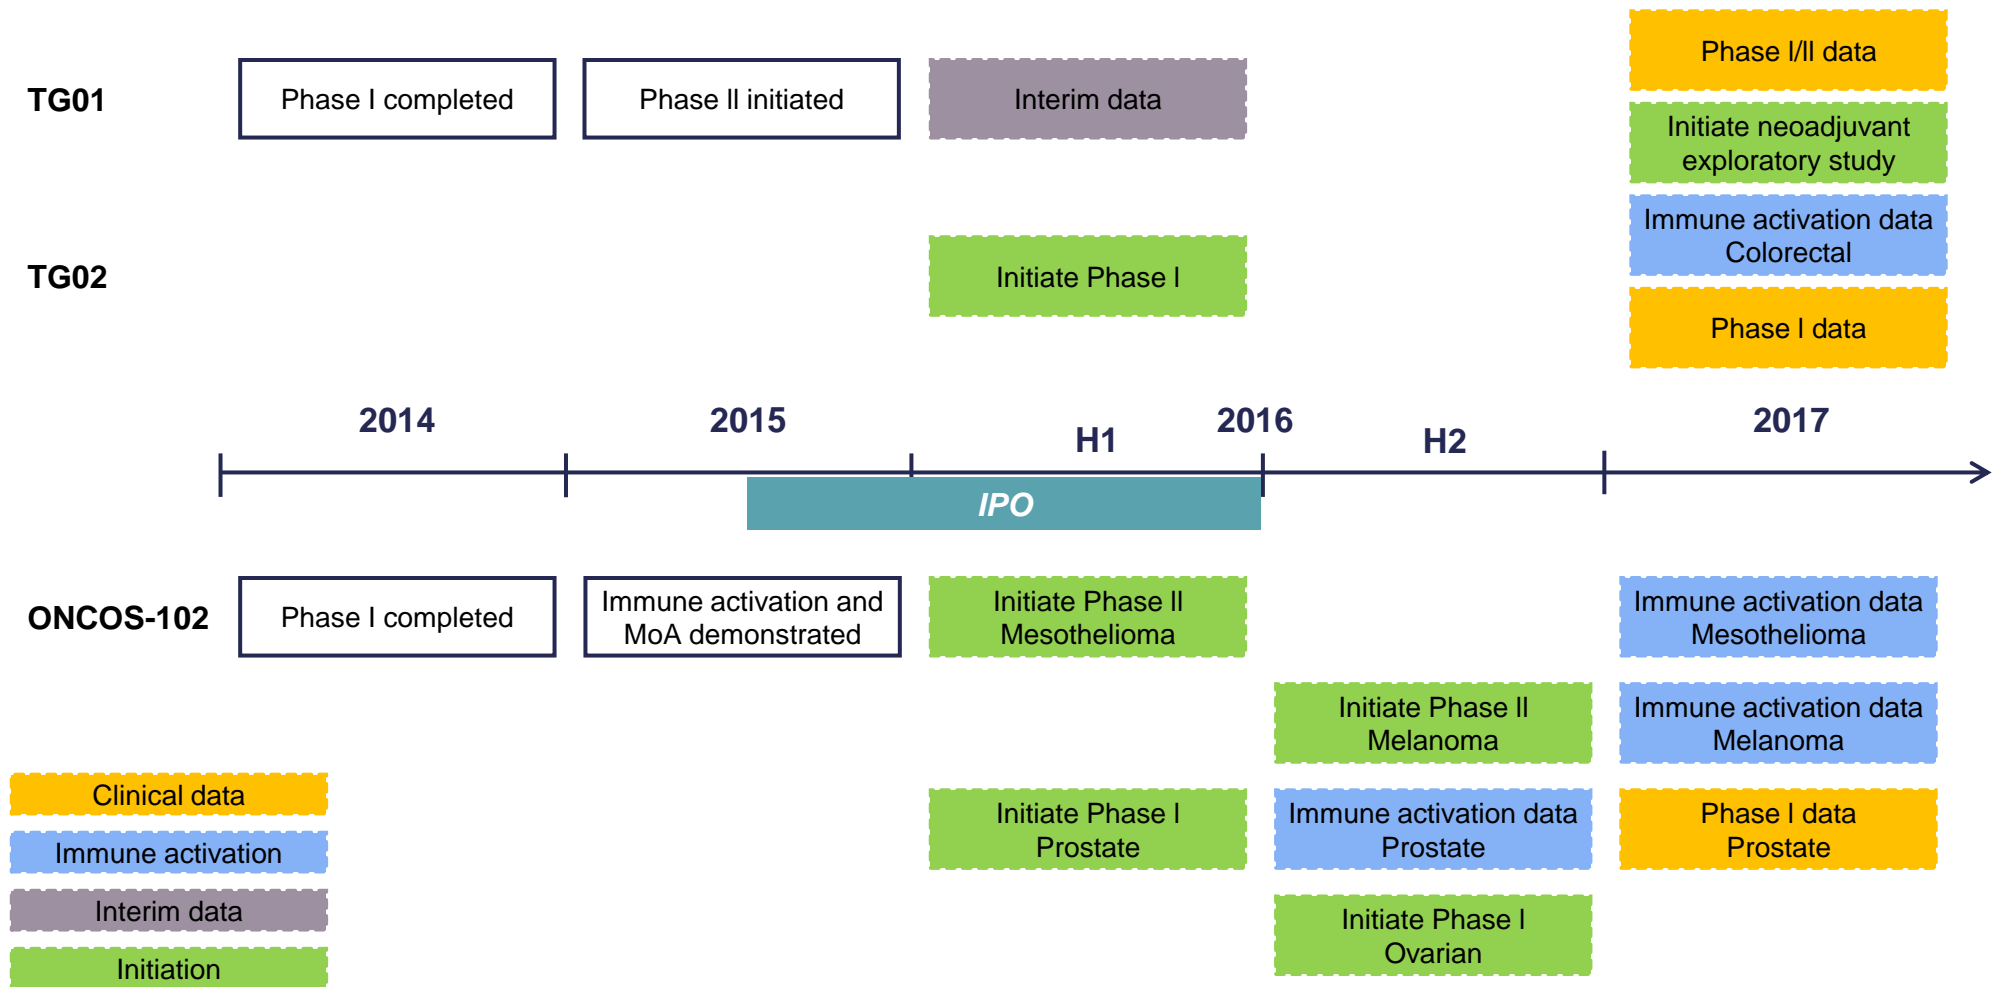 Phase I/II data
TG01
Phase I completed
Phase II initiated
Interim data
Initiate neoadjuvant
exploratory study
Immune activation data
Colorectal
TG02
Initiate Phase I
Phase I data
2014
2015
H1
2016
H2
2017
IPO
ONCOS-102
Phase I completed
Immune activation and
MoA demonstrated
Initiate Phase II
Mesothelioma
Immune activation data
Mesothelioma
Initiate Phase II
Melanoma
Immune activation data
Melanoma
Initiate Phase I
Prostate
Immune activation data
Prostate
Phase I data
Prostate
Initiate Phase I
Ovarian
Clinical data
Immune activation
Interim data
Initiation